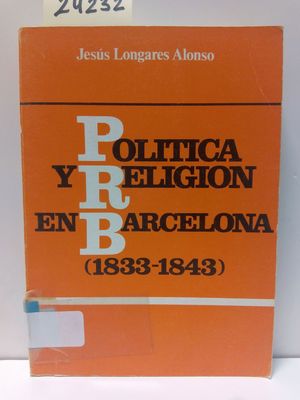 24232
Jesús Longares Alonso
POLITICA
Y RELIGION
EN BARCELONA
(1833-1843)